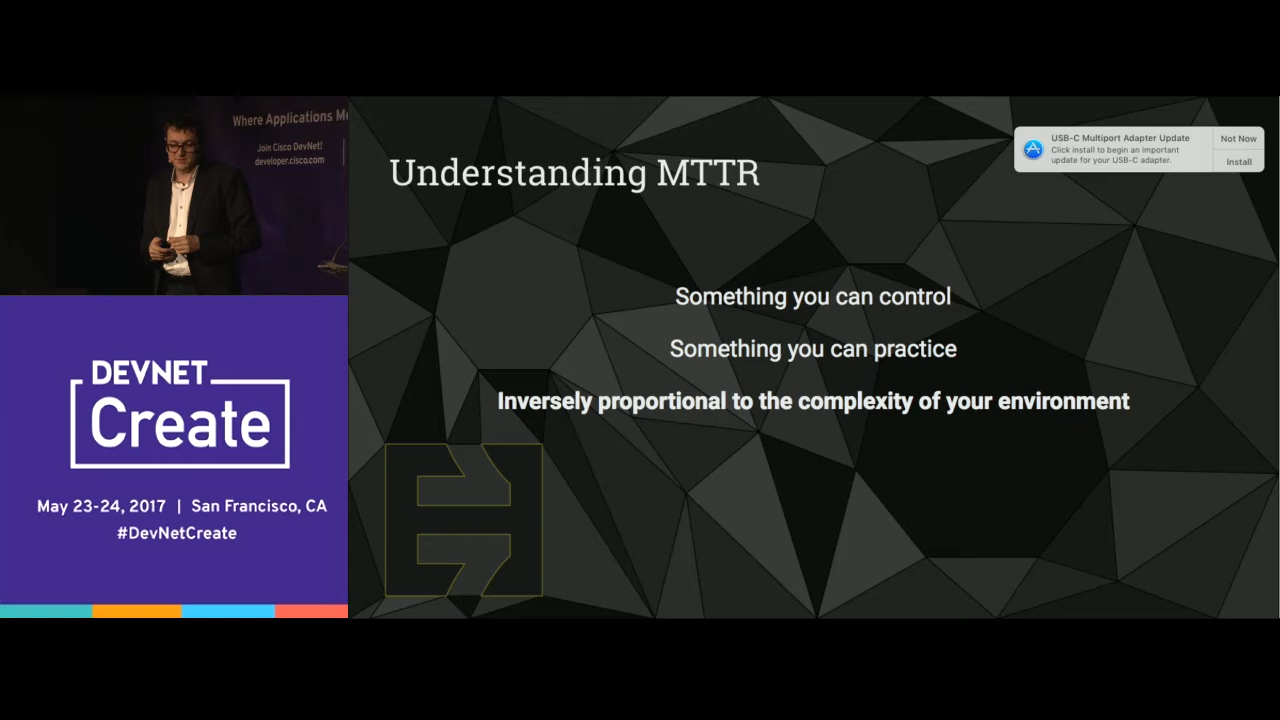 Where Applications M
Join Cisco DevNet!
developer.cisco.com
DEVNET
Create
May 23-24, 2017 | San Francisco, CA
#DevNetCreate
Understanding MTTR
USB-C Multiport Adapter Update
Click install to begin an important
update for your USB-C adapter.
Not Now
Install
Something you can control
Something you can practice
Inversely proportional to the complexity of your environment